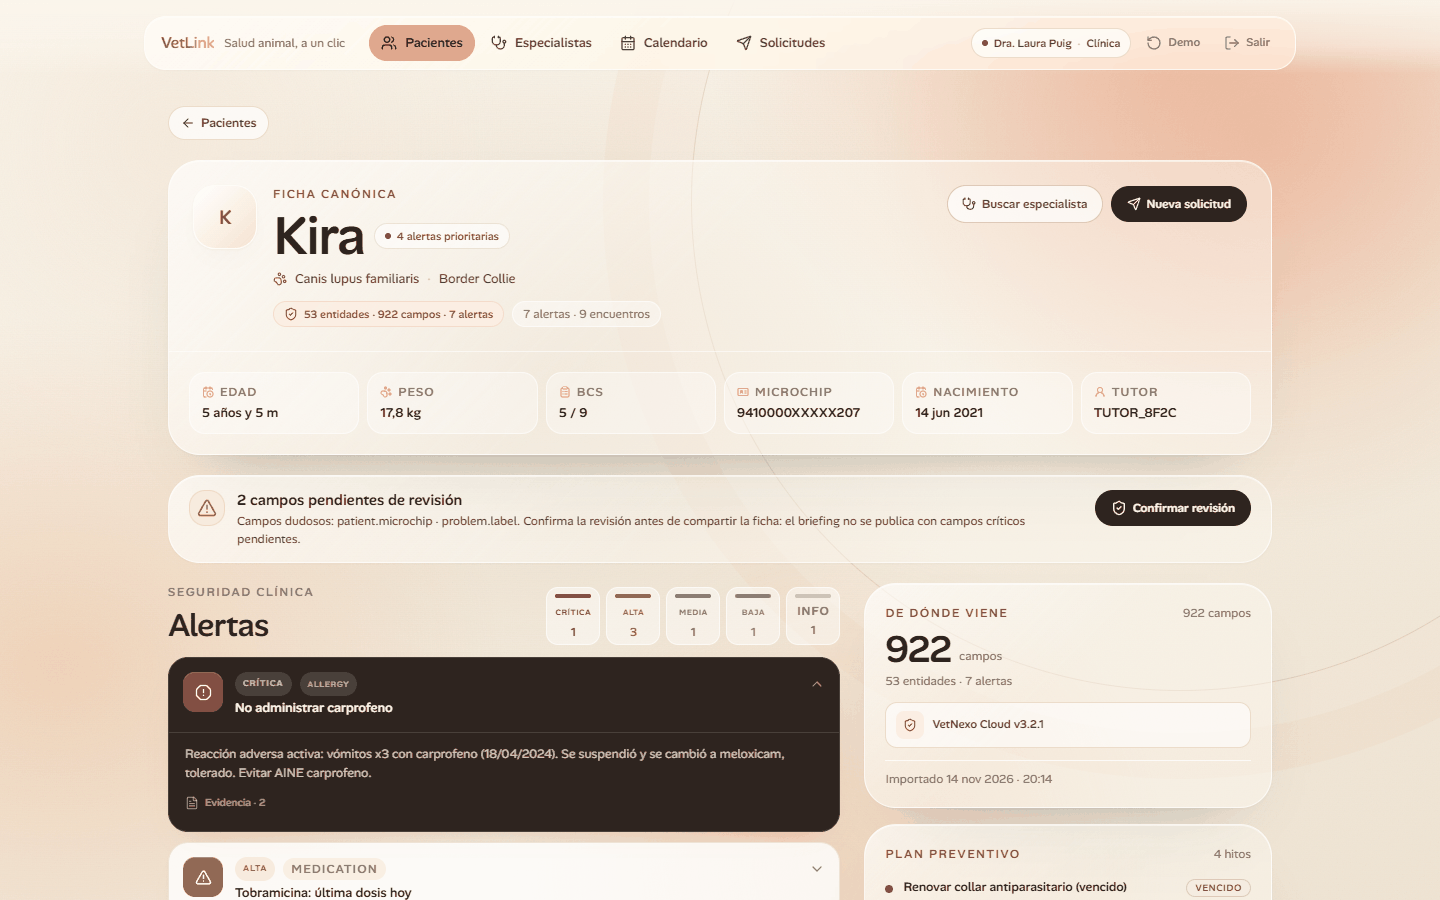 VetLink Salud animal, a un clic Pacientes Especialistas Calendario Solicitudes Dra. Laura Puig · Clínica Demo Salir
Pacientes
K
FICHA CANÓNICA
Kira 4 alertas prioritarias
Canis lupus familiaris · Border Collie
53 entidades · 922 campos · 7 alertas 7 alertas · 9 encuentros
Buscar especialista Nueva solicitud
EDAD
5 años y 5 m
PESO
17,8 kg
BCS
5 / 9
MICROCHIP
9410000XXXXX207
NACIMIENTO
14 jun 2021
TUTOR
TUTOR_8F2C
2 campos pendientes de revisión
Campos dudosos: patient.microchip · problem.label. Confirma la revisión antes de compartir la ficha: el briefing no se publica con campos críticos
pendientes.
Confirmar revisión
SEGURIDAD CLÍNICA
Alertas
CRÍTICA
1
ALTA
3
MEDIA
1
BAJA
1
INFO
1
CRÍTICA ALLERGY
No administrar carprofeno
Reacción adversa activa: vómitos x3 con carprofeno (18/04/2024). Se suspendió y se cambió a meloxicam,
tolerado. Evitar AINE carprofeno.
Evidencia · 2
ALTA MEDICATION
Tobramicina: última dosis hoy
DE DÓNDE VIENE 922 campos
922 campos
53 entidades · 7 alertas
VetNexo Cloud v3.2.1
Importado 14 nov 2026 · 20:14
PLAN PREVENTIVO 4 hitos
Renovar collar antiparasitario (vencido) VENCIDO